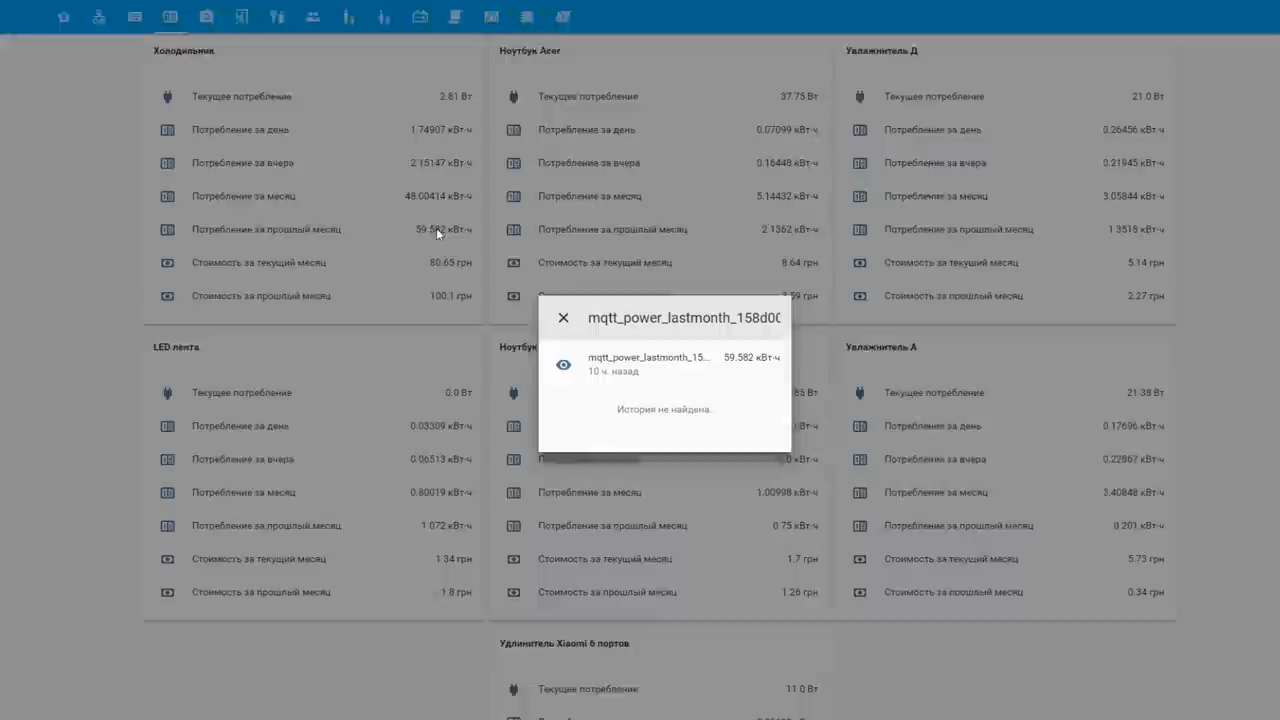 Холодильник
Текущее потребление 2.81 Вт
Потребление за день 1.74907 кВт·ч
Потребление за вчера 2.15147 кВт·ч
Потребление за месяц 48.00414 кВт·ч
Потребление за прошлый месяц 59.582 кВт·ч
Стоимость за текущий месяц 80.65 грн
Стоимость за прошлый месяц 100.1 грн
Ноутбук Acer
Текущее потребление 37.75 Вт
Потребление за день 0.07099 кВт·ч
Потребление за вчера 0.16448 кВт·ч
Потребление за месяц 5.14432 кВт·ч
Потребление за прошлый месяц 2.1362 кВт·ч
Стоимость за текущий месяц 8.64 грн
59 грн
Увлажнитель Д
Текущее потребление 21.0 Вт
Потребление за день 0.26456 кВт·ч
Потребление за вчера 0.21945 кВт·ч
Потребление за месяц 3.05844 кВт·ч
Потребление за прошлый месяц 1.3518 кВт·ч
Стоимость за текущий месяц 5.14 грн
Стоимость за прошлый месяц 2.27 грн
mqtt_power_lastmonth_158d00
mqtt_power_lastmonth_15... 59.582 кВт·ч
10 ч. назад
История не найдена.
LED лента
Текущее потребление 0.0 Вт
Потребление за день 0.03309 кВт·ч
Потребление за вчера 0.06513 кВт·ч
Потребление за месяц 0.80019 кВт·ч
Потребление за прошлый месяц 1.072 кВт·ч
Стоимость за текущий месяц 1.34 грн
Стоимость за прошлый месяц 1.8 грн
Ноутбук
85 Вт
кВт·ч
0 кВт·ч
Потребление за месяц 1.00998 кВт·ч
Потребление за прошлый месяц 0.75 кВт·ч
Стоимость за текущий месяц 1.7 грн
Стоимость за прошлый месяц 1.26 грн
Увлажнитель А
Текущее потребление 21.38 Вт
Потребление за день 0.17696 кВт·ч
Потребление за вчера 0.22867 кВт·ч
Потребление за месяц 3.40848 кВт·ч
Потребление за прошлый месяц 0.201 кВт·ч
Стоимость за текущий месяц 5.73 грн
Стоимость за прошлый месяц 0.34 грн
Удлинитель Xiaomi 6 портов
Текущее потребление 11.0 Вт